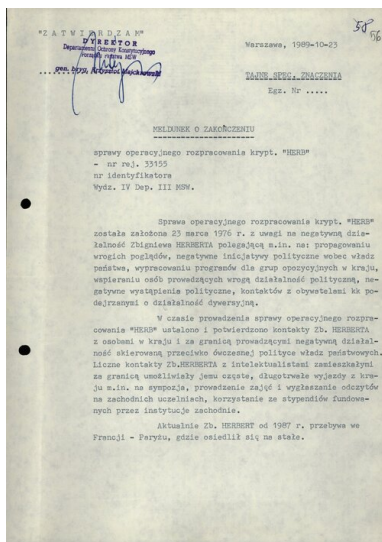 "ZATWIERDZAM"
DYREKTOR
Departamentu Ochrony Konstytucyjnego
Porządku Państwa MSW
gen. bryg. Krzysztof Majchrowski
58
56
Warszawa, 1989-10-23
TAJNE SPEC. ZNACZENIA
Egz. Nr .....
MELDUNEK O ZAKOŃCZENIU
sprawy operacyjnego rozpracowania krypt. "HERB"
- nr rej. 33155
nr identyfikatora
Wydz. IV Dep. III MSW.
Sprawa operacyjnego rozpracowania krypt. "HERB"
została założona 23 marca 1976 r. z uwagi na negatywną dzia-
łalność Zbigniewa HERBERTA polegającą m.in. na: propagowaniu
wrogich poglądów, negatywne inicjatywy polityczne wobec władz
państwa, wypracowaniu programów dla grup opozycyjnych w kraju,
wspieraniu osób prowadzących wrogą działalność polityczną, ne-
gatywne wystąpienia polityczne, kontaktów z obywatelami kk po-
dejrzanymi o działalność dywersyjną.
W czasie prowadzenia sprawy operacyjnego rozpra-
cowania "HERB" ustalono i potwierdzono kontakty Zb. HERBERTA
z osobami w kraju i za granicą prowadzącymi negatywną działal-
ność skierowaną przeciwko ówczesnej polityce władz państwowych.
Liczne kontakty Zb.HERBERTA z intelektualistami zamieszkałymi
za granicą umożliwiały jemu częste, długotrwałe wyjazdy z kra-
ju m.in. na sympozja, prowadzenie zajęć i wygłaszanie odczytów
na zachodnich uczelniach, korzystanie ze stypendiów fundowa-
nych przez instytucje zachodnie.
Aktualnie Zb. HERBERT od 1987 r. przebywa we
Francji - Paryżu, gdzie osiedlił się na stałe.